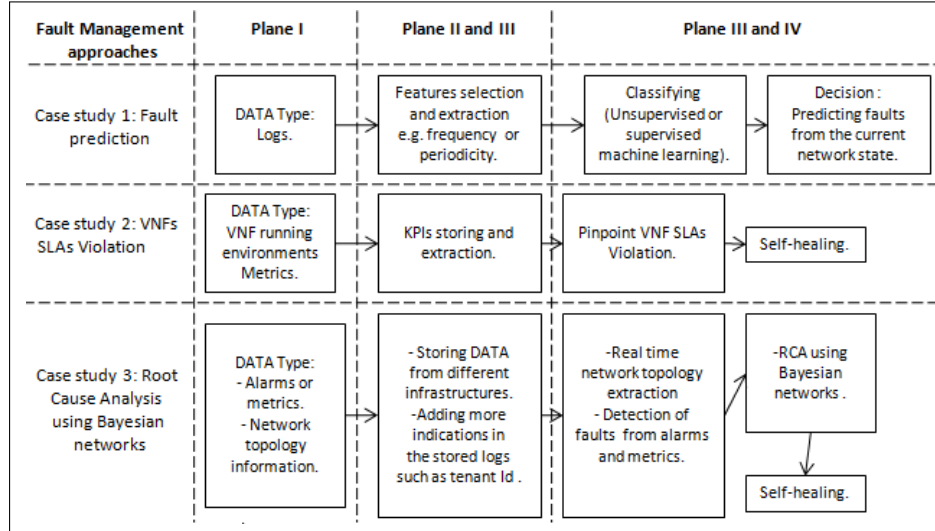 Fault Management
approaches
Plane I
Plane II and III
Plane III and IV
Case study 1: Fault
prediction
DATA Type:
Logs.
Features selection
and extraction
e.g. frequency or
periodicity.
Classifying
(Unsupervised or
supervised
machine learning).
Decision :
Predicting faults
from the current
network state.
Case study 2: VNFs
SLAs Violation
DATA Type:
VNF running
environments
Metrics.
KPIs storing and
extraction.
Pinpoint VNF SLAs
Violation.
Self-healing.
Case study 3: Root
Cause Analysis
using Bayesian
networks
DATA Type:
- Alarms or
metrics.
- Network
topology
information.
- Storing DATA
from different
infrastructures.
-Adding more
indications in
the stored logs
such as tenant Id .
-Real time
network topology
extraction
- Detection of
faults from alarms
and metrics.
-RCA using
Bayesian
networks .
Self-healing.